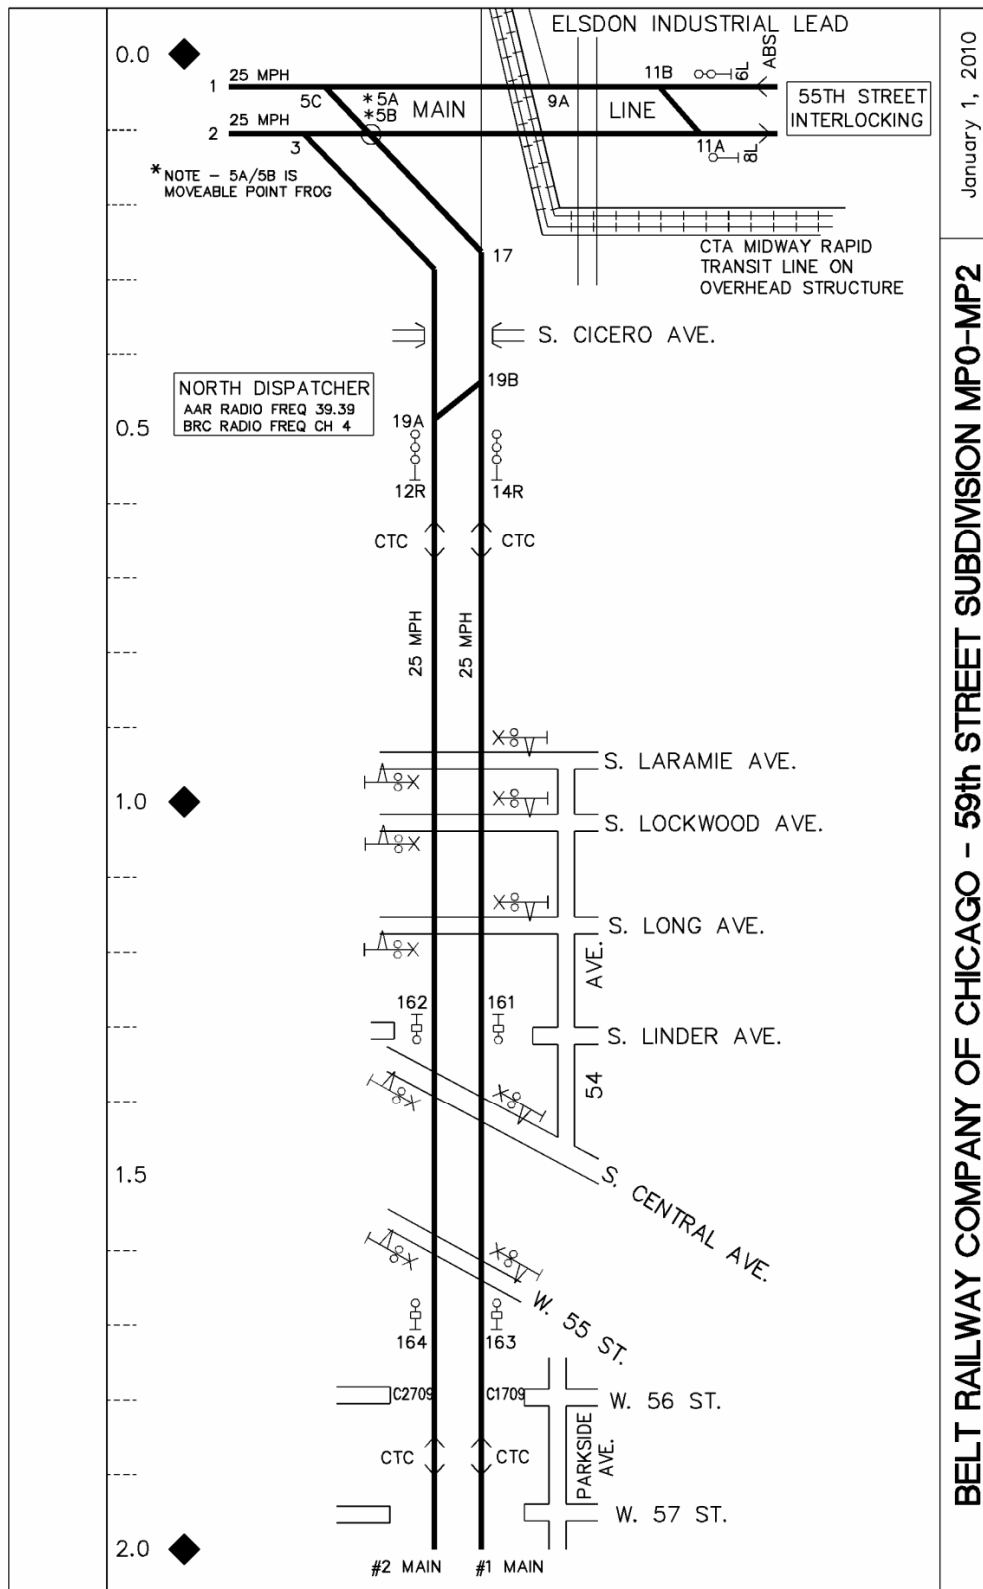 ELSDON INDUSTRIAL LEAD
0.0
1
25 MPH
5C
*5A
*5B
MAIN
9A
LINE
11B
6L
ABS
55TH STREET
INTERLOCKING
2
25 MPH
3
11A
8L
*NOTE – 5A/5B IS
MOVEABLE POINT FROG
17
CTA MIDWAY RAPID
TRANSIT LINE ON
OVERHEAD STRUCTURE
S. CICERO AVE.
NORTH DISPATCHER
AAR RADIO FREQ 39.39
BRC RADIO FREQ CH 4
19B
19A
0.5
12R
14R
CTC
CTC
25 MPH
25 MPH
S. LARAMIE AVE.
1.0
S. LOCKWOOD AVE.
S. LONG AVE.
54 AVE.
162
161
S. LINDER AVE.
1.5
S. CENTRAL AVE.
W. 55 ST.
164
163
C2709
C1709
W. 56 ST.
CTC
CTC
PARKSIDE
AVE.
W. 57 ST.
2.0
#2 MAIN
#1 MAIN
January 1, 2010
BELT RAILWAY COMPANY OF CHICAGO - 59th STREET SUBDIVISION MP0-MP2